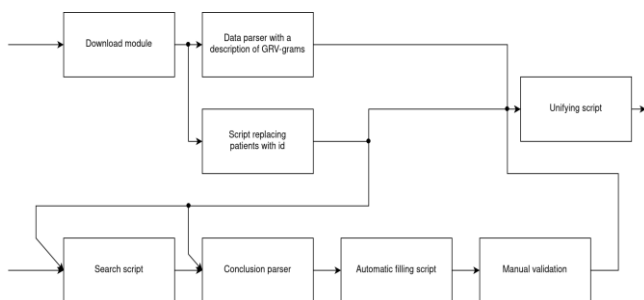 Download module
Data parser with a
description of GRV-grams
Unifying script
Script replacing
patients with id
Search script
Conclusion parser
Automatic filling script
Manual validation